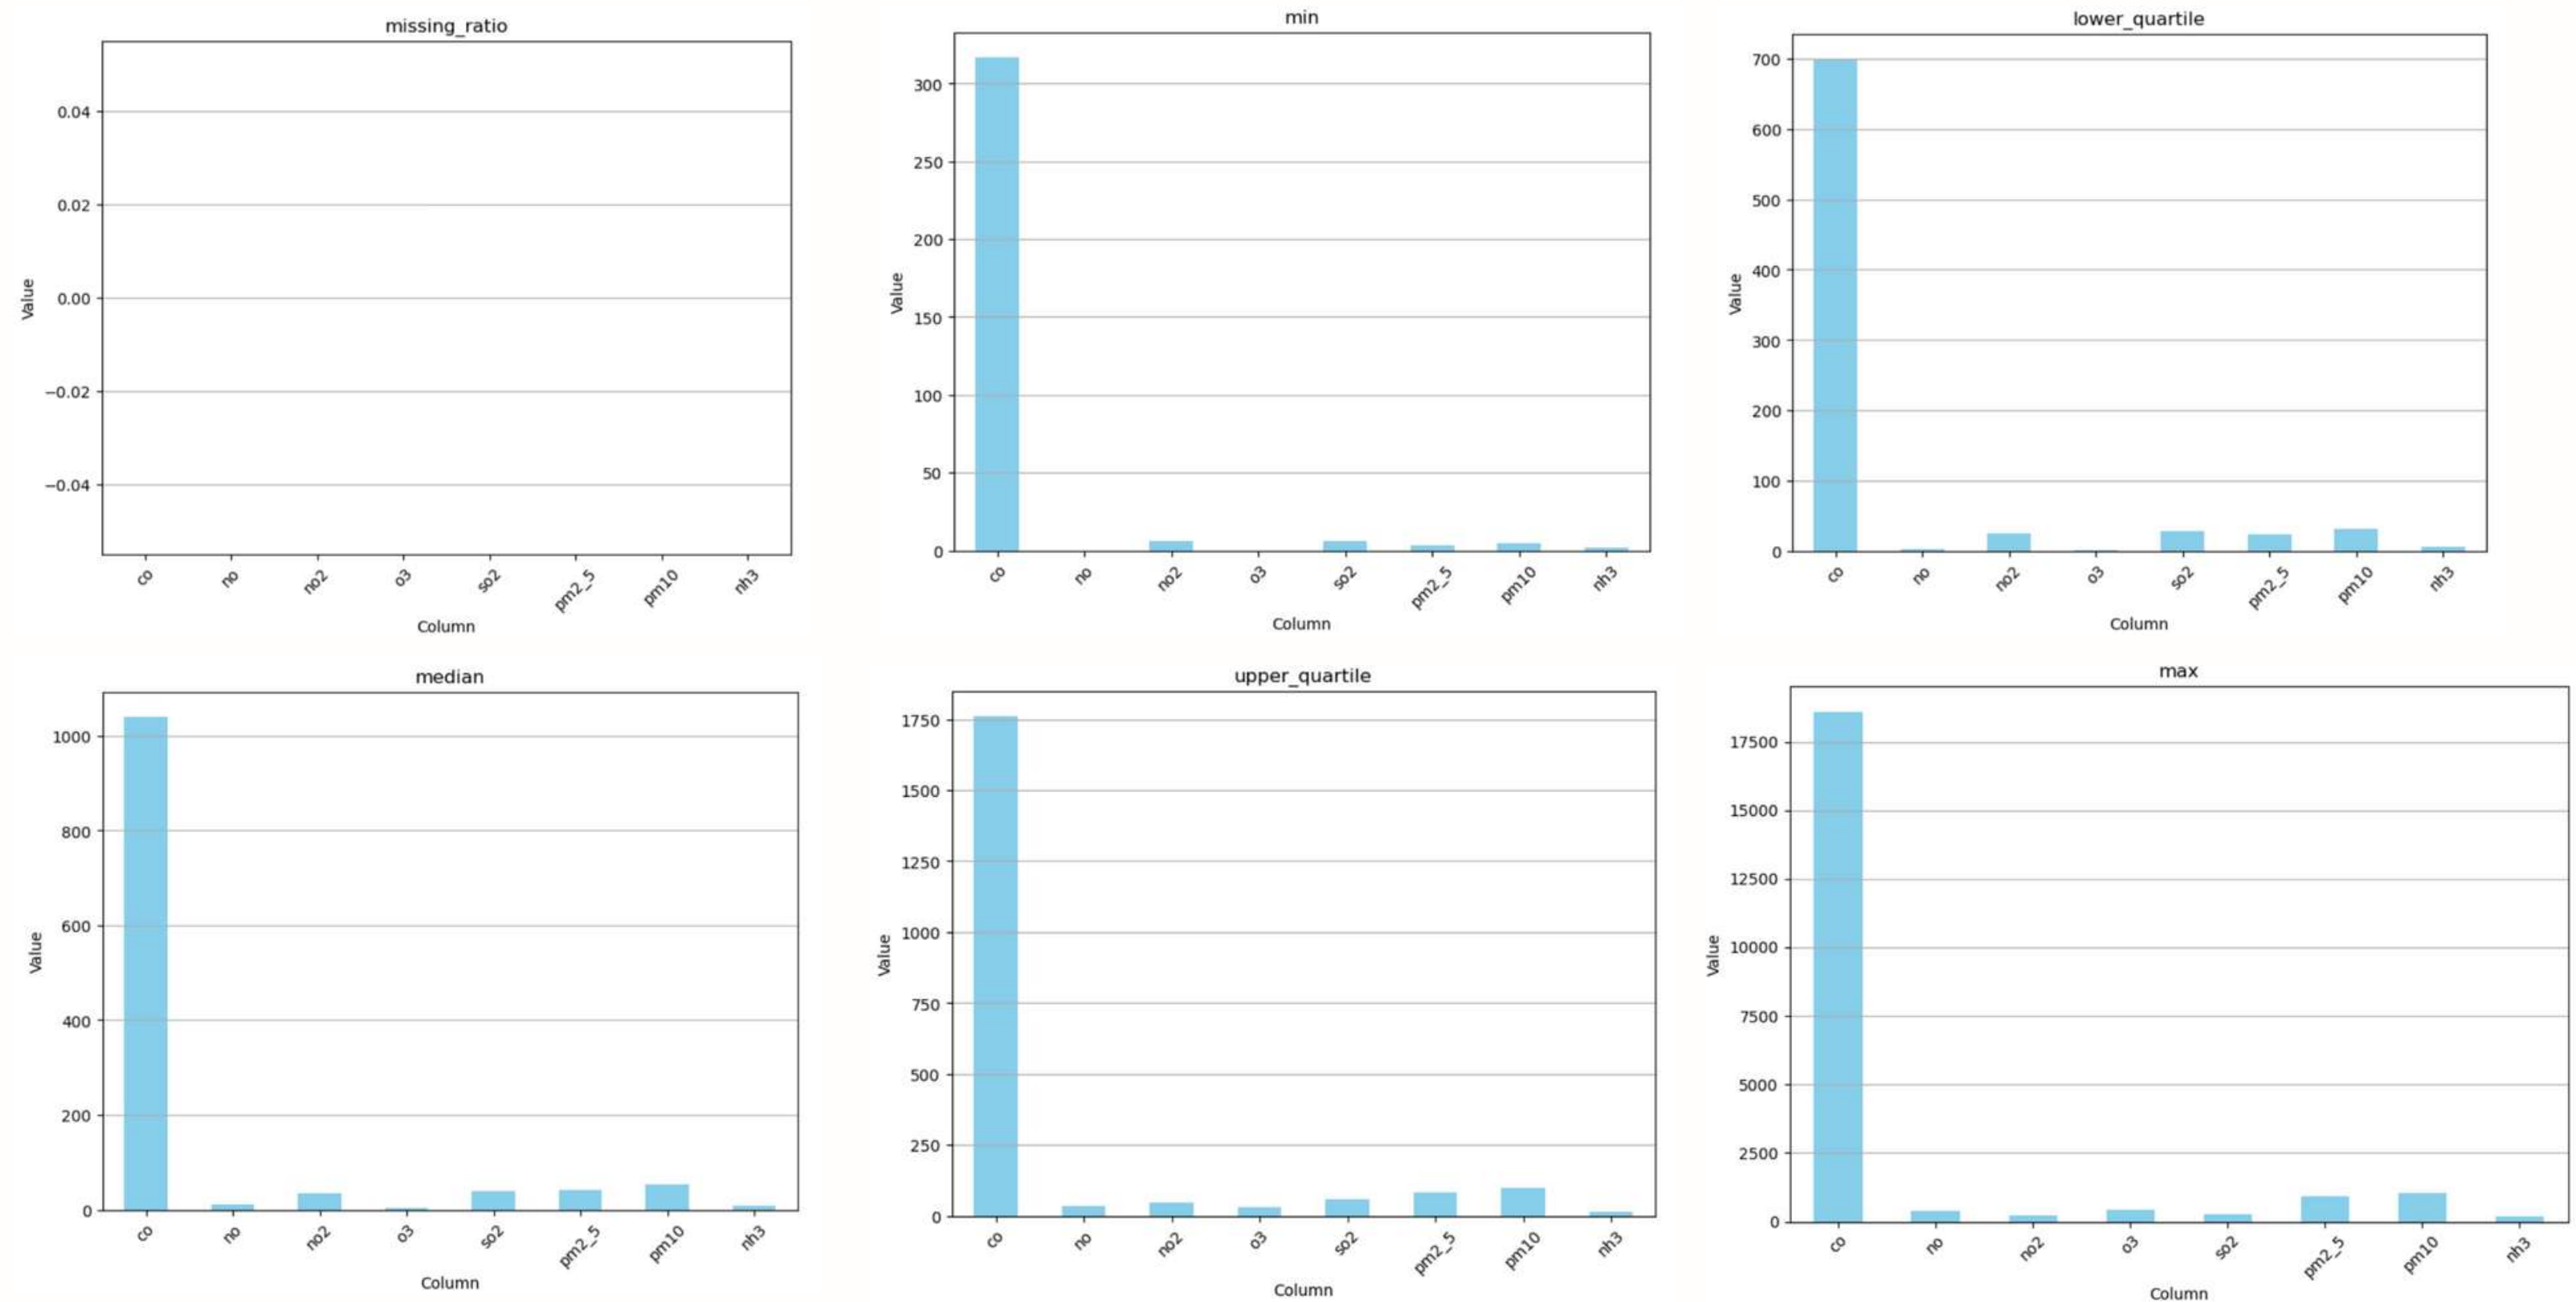 missing_ratio
0.04
0.02
0.00
−0.02
−0.04
Value
co no no2 o3 so2 pm2_5 pm10 nh3
Column
min
300
250
200
150
100
50
0
Value
co no no2 o3 so2 pm2_5 pm10 nh3
Column
lower_quartile
700
600
500
400
300
200
100
0
Value
co no no2 o3 so2 pm2_5 pm10 nh3
Column
median
1000
800
600
400
200
0
Value
co no no2 o3 so2 pm2_5 pm10 nh3
Column
upper_quartile
1750
1500
1250
1000
750
500
250
0
Value
co no no2 o3 so2 pm2_5 pm10 nh3
Column
max
17500
15000
12500
10000
7500
5000
2500
0
Value
co no no2 o3 so2 pm2_5 pm10 nh3
Column